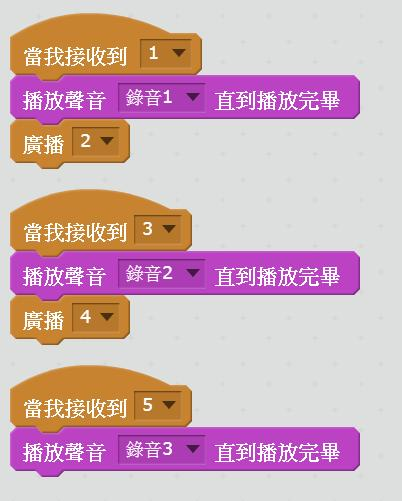 當我接收到 1
播放聲音 錄音1 直到播放完畢
廣播 2
當我接收到 3
播放聲音 錄音2 直到播放完畢
廣播 4
當我接收到 5
播放聲音 錄音3 直到播放完畢